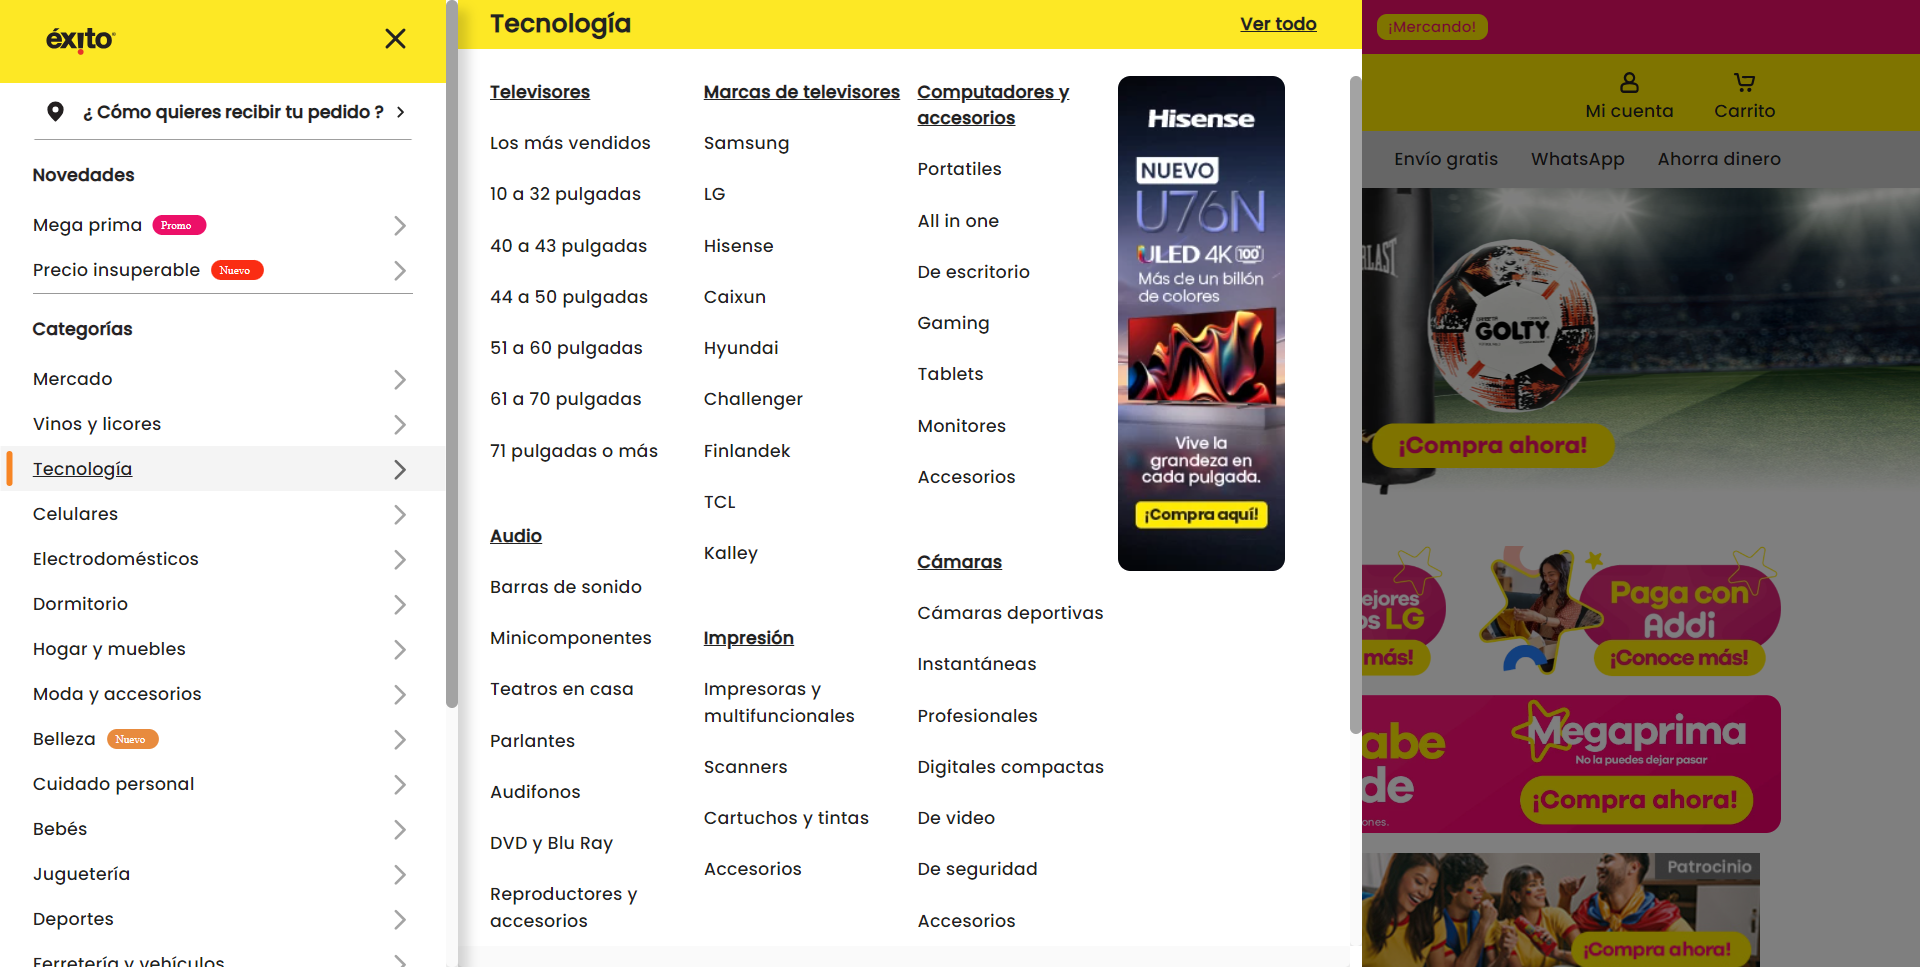 éxito
¿ Cómo quieres recibir tu pedido ?
Novedades
Mega prima Promo
Precio insuperable Nuevo
Categorías
Mercado
Vinos y licores
Tecnología
Celulares
Electrodomésticos
Dormitorio
Hogar y muebles
Moda y accesorios
Belleza Nuevo
Cuidado personal
Bebés
Juguetería
Deportes
Ferretería y vehículos
Tecnología
Ver todo
Televisores
Los más vendidos
10 a 32 pulgadas
40 a 43 pulgadas
44 a 50 pulgadas
51 a 60 pulgadas
61 a 70 pulgadas
71 pulgadas o más
Audio
Barras de sonido
Minicomponentes
Teatros en casa
Parlantes
Audifonos
DVD y Blu Ray
Reproductores y
accesorios
Marcas de televisores
Samsung
LG
Hisense
Caixun
Hyundai
Challenger
Finlandek
TCL
Kalley
Impresión
Impresoras y
multifuncionales
Scanners
Cartuchos y tintas
Accesorios
Computadores y
accesorios
Portatiles
All in one
De escritorio
Gaming
Tablets
Monitores
Accesorios
Cámaras
Cámaras deportivas
Instantáneas
Profesionales
Digitales compactas
De video
De seguridad
Accesorios
Hisense
NUEVO
U76N
ULED 4K 100"
Más de un billón
de colores
Vive la
grandeza en
cada pulgada.
¡Compra aquí!
¡Mercando!
Mi cuenta
Carrito
Envío gratis
WhatsApp
Ahorra dinero
GOLTY
¡Compra ahora!
ejores
os LG
más!
Paga con
Addi
¡Conoce más!
abe
de
ones.
Megaprima
No la puedes dejar pasar
¡Compra ahora!
Patrocinio
¡Compra ahora!